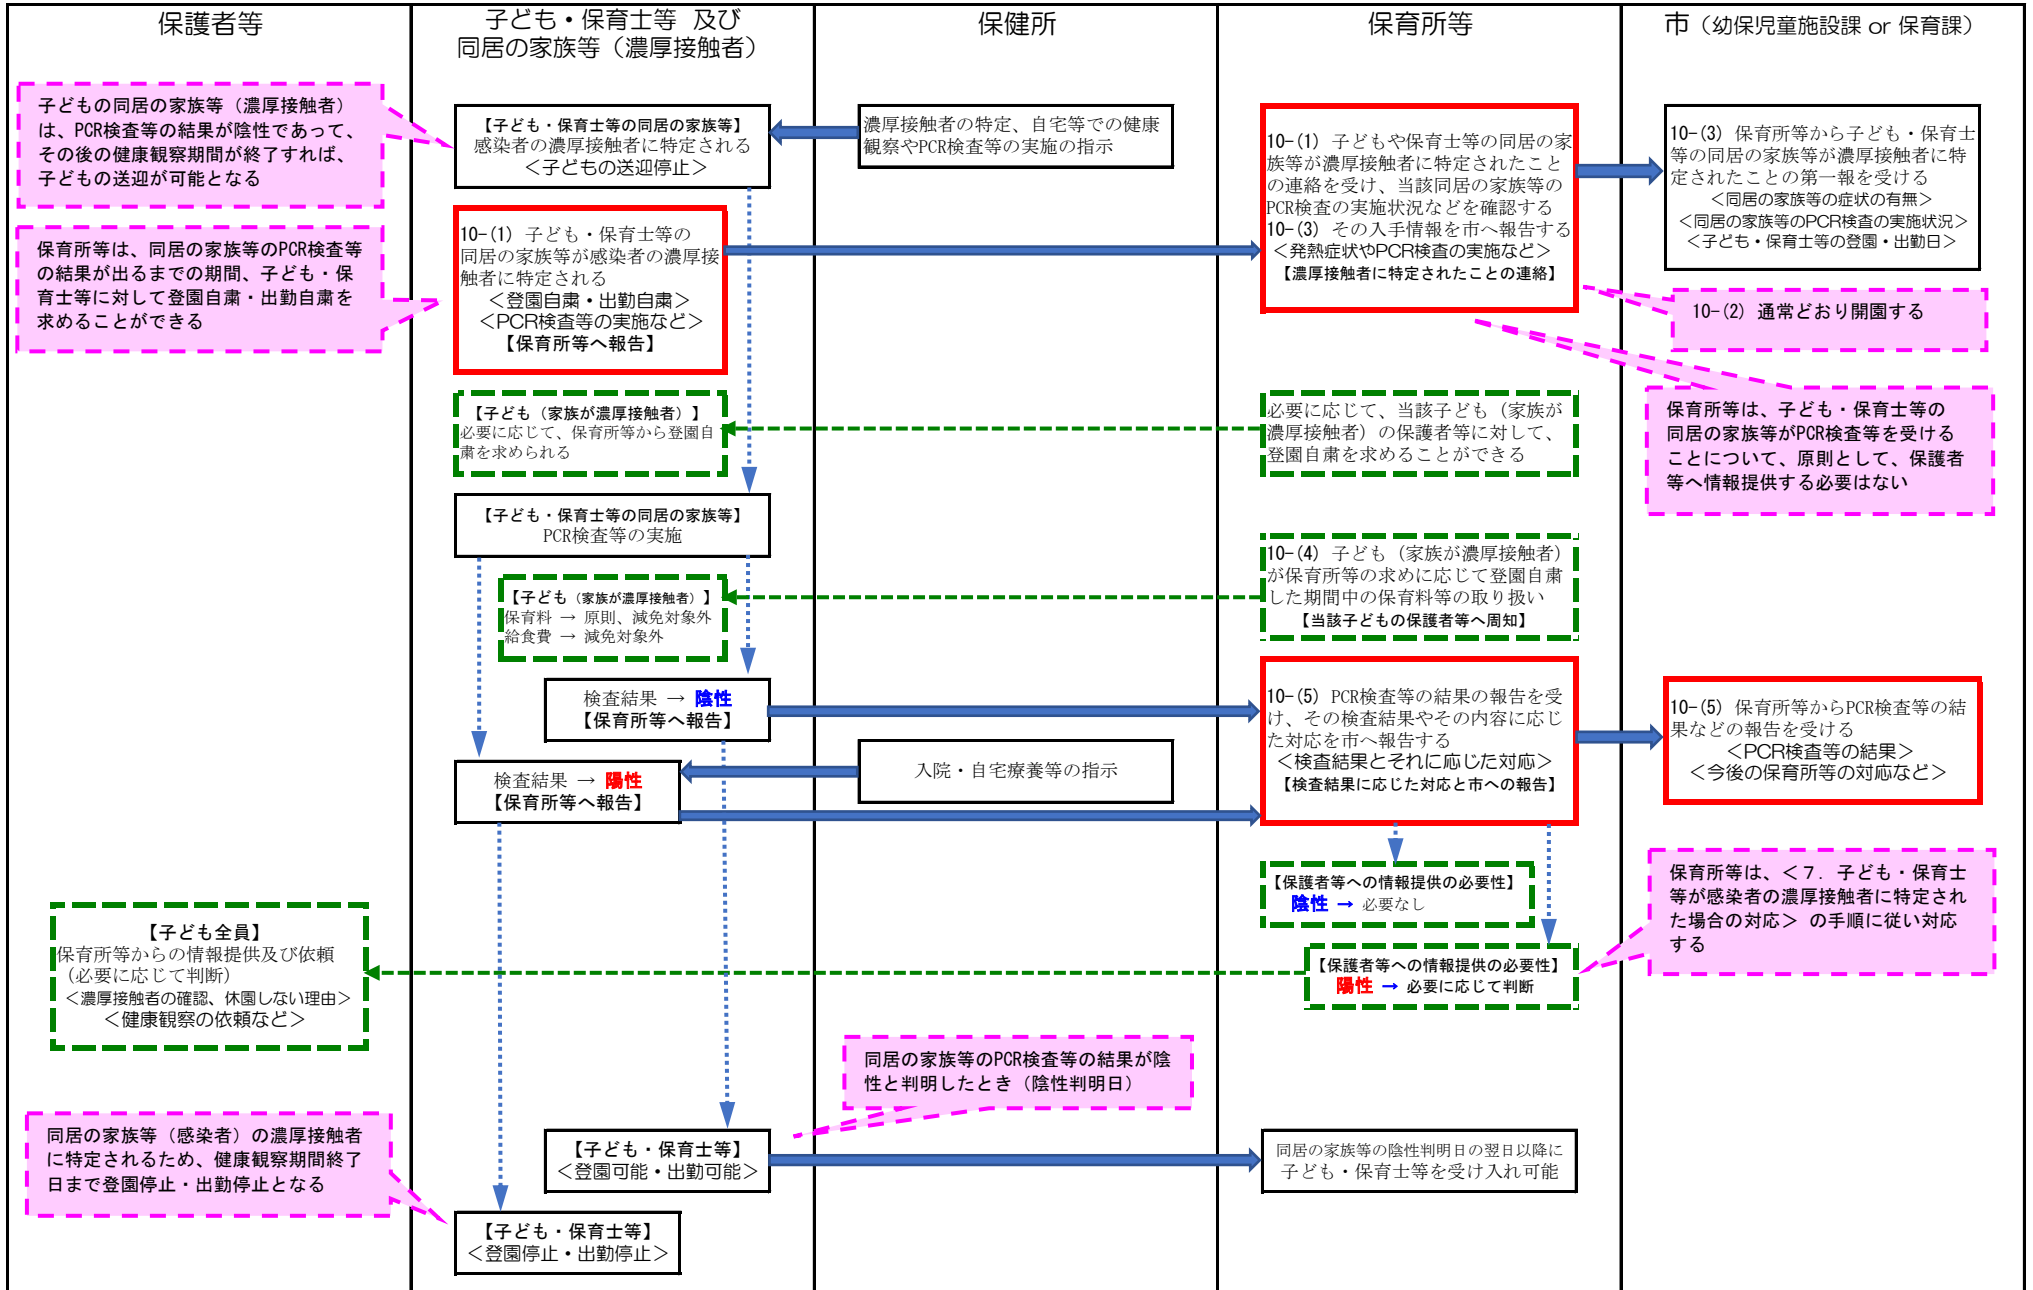 保護者等
子ども・保育士等 及び
同居の家族等（濃厚接触者）
保健所
保育所等
市（幼保児童施設課 or 保育課）
子どもの同居の家族等（濃厚接触者）
は、PCR検査等の結果が陰性であって、
その後の健康観察期間が終了すれば、
子どもの送迎が可能となる
【子ども・保育士等の同居の家族等】
感染者の濃厚接触者に特定される
＜子どもの送迎停止＞
濃厚接触者の特定、自宅等での健康
観察やPCR検査等の実施の指示
10-(1) 子どもや保育士等の同居の家
族等が濃厚接触者に特定されたこと
の連絡を受け、当該同居の家族等の
PCR検査の実施状況などを確認する
10-(3) その入手情報を市へ報告する
＜発熱症状やPCR検査の実施など＞
【濃厚接触者に特定されたことの連絡】
10-(3) 保育所等から子ども・保育士
等の同居の家族等が濃厚接触者に特
定されたことの第一報を受ける
＜同居の家族等の症状の有無＞
＜同居の家族等のPCR検査の実施状況＞
＜子ども・保育士等の登園・出勤日＞
保育所等は、同居の家族等のPCR検査等
の結果が出るまでの期間、子ども・保
育士等に対して登園自粛・出勤自粛を
求めることができる
10-(1) 子ども・保育士等の
同居の家族等が感染者の濃厚接
触者に特定される
＜登園自粛・出勤自粛＞
＜PCR検査等の実施など＞
【保育所等へ報告】
10-(2) 通常どおり開園する
【子ども（家族が濃厚接触者）】
必要に応じて、保育所等から登園自
粛を求められる
必要に応じて、当該子ども（家族が
濃厚接触者）の保護者等に対して、
登園自粛を求めることができる
保育所等は、子ども・保育士等の
同居の家族等がPCR検査等を受ける
ことについて、原則として、保護者
等へ情報提供する必要はない
【子ども・保育士等の同居の家族等】
PCR検査等の実施
10-(4) 子ども（家族が濃厚接触者）
が保育所等の求めに応じて登園自粛
した期間中の保育料等の取り扱い
【当該子どもの保護者等へ周知】
【子ども（家族が濃厚接触者）】
保育料 → 原則、減免対象外
給食費 → 減免対象外
検査結果 → 陰性
【保育所等へ報告】
10-(5) PCR検査等の結果の報告を受
け、その検査結果やその内容に応じ
た対応を市へ報告する
＜検査結果とそれに応じた対応＞
【検査結果に応じた対応と市への報告】
10-(5) 保育所等からPCR検査等の結
果などの報告を受ける
＜PCR検査等の結果＞
＜今後の保育所等の対応など＞
検査結果 → 陽性
【保育所等へ報告】
入院・自宅療養等の指示
【保護者等への情報提供の必要性】
陰性 → 必要なし
保育所等は、＜７．子ども・保育士
等が感染者の濃厚接触者に特定され
た場合の対応＞ の手順に従い対応
する
【子ども全員】
保育所等からの情報提供及び依頼
（必要に応じて判断）
＜濃厚接触者の確認、休園しない理由＞
＜健康観察の依頼など＞
【保護者等への情報提供の必要性】
陽性 → 必要に応じて判断
同居の家族等のPCR検査等の結果が陰
性と判明したとき（陰性判明日）
同居の家族等（感染者）の濃厚接触者
に特定されるため、健康観察期間終了
日まで登園停止・出勤停止となる
【子ども・保育士等】
＜登園可能・出勤可能＞
同居の家族等の陰性判明日の翌日以降に
子ども・保育士等を受け入れ可能
【子ども・保育士等】
＜登園停止・出勤停止＞